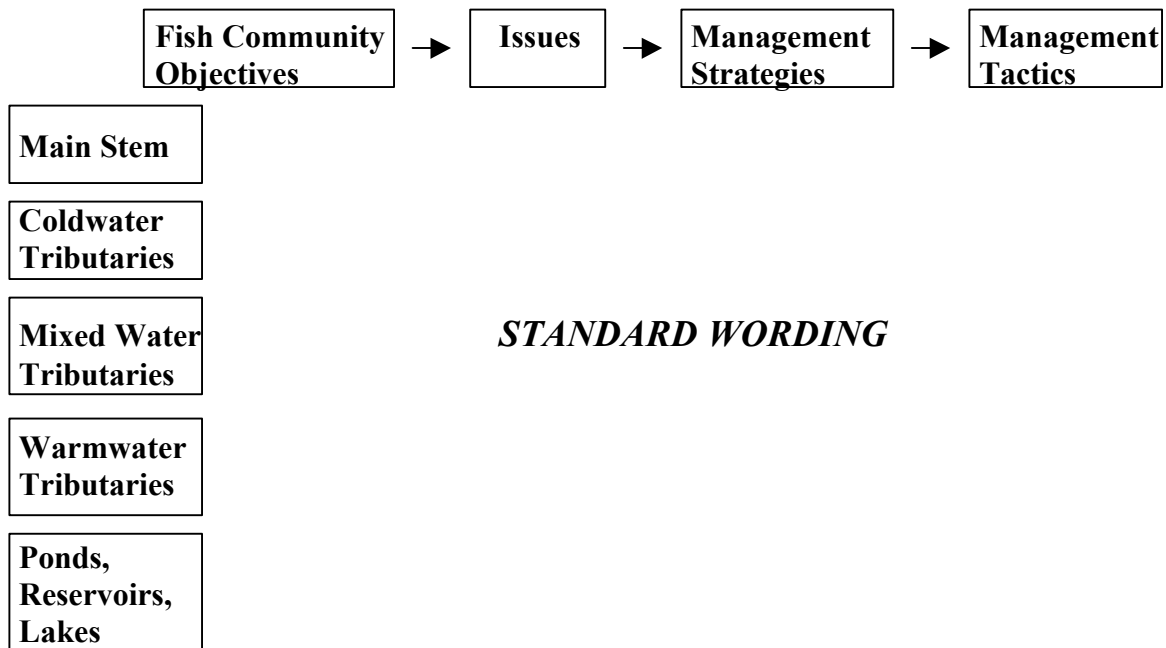 Fish Community
Objectives
Issues
Management
Strategies
Management
Tactics
Main Stem
Coldwater
Tributaries
Mixed Water
Tributaries
STANDARD WORDING
Warmwater
Tributaries
Ponds,
Reservoirs,
Lakes